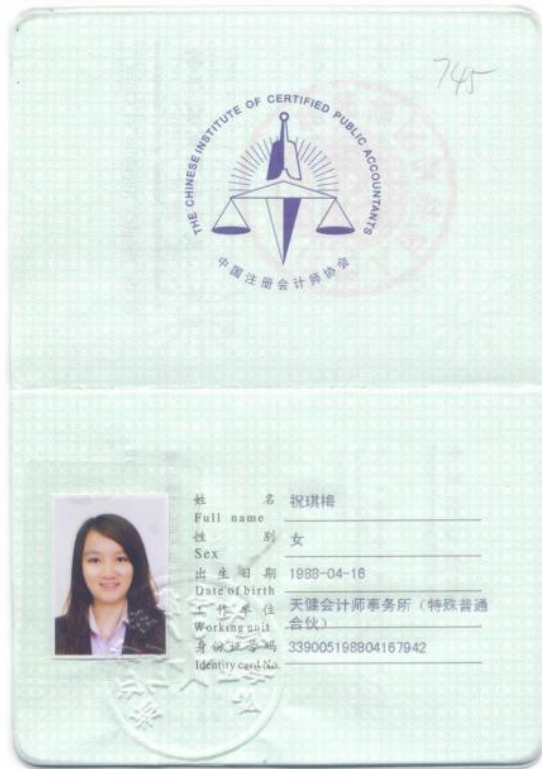 745
THE CHINESE INSTITUTE OF CERTIFIED PUBLIC ACCOUNTANTS
中国注册会计师协会
姓 名 祝琪梅
Full name
性 别 女
Sex
出 生 日 期 1988-04-16
Date of birth
工 作 单 位 天健会计师事务所（特殊普通
Working unit 合伙）
身份证号码 339005198804167942
Identity card No.